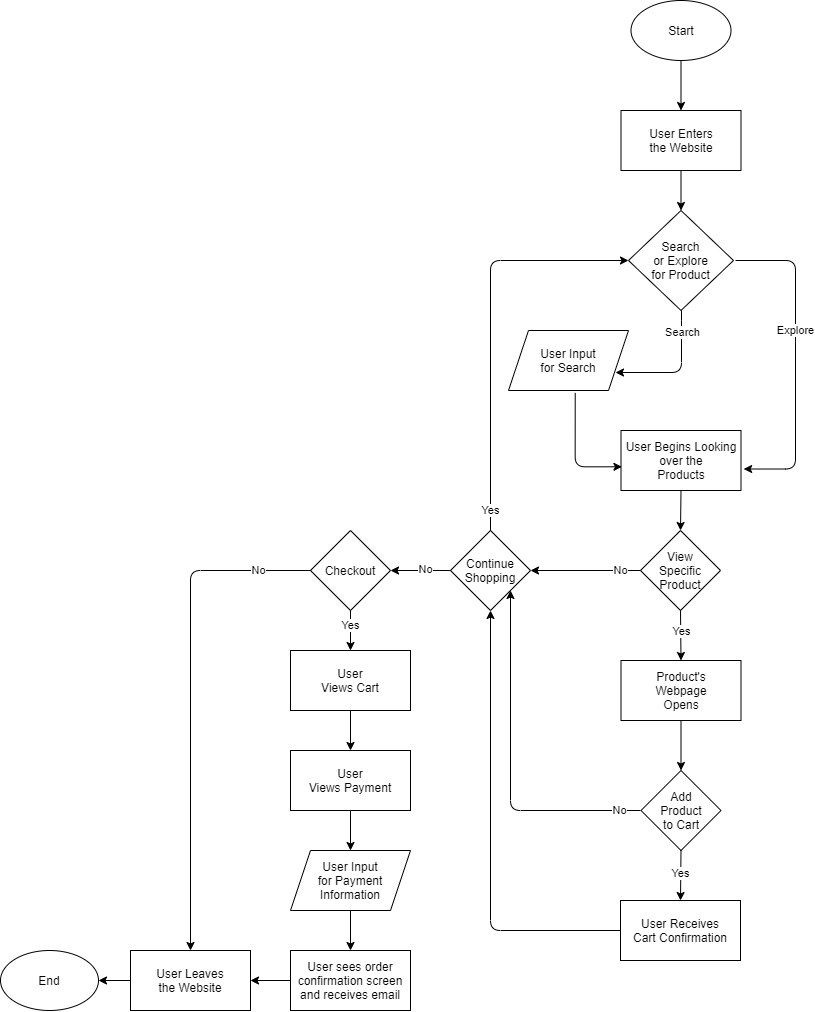 Start
User Enters
the Website
Search
or Explore
for Product
Search
Explore
User Input
for Search
User Begins Looking
over the
Products
Yes
View
Specific
Product
No
Continue
Shopping
No
Checkout
No
Yes
Yes
User
Views Cart
Product's
Webpage
Opens
User
Views Payment
Add
Product
to Cart
No
Yes
User Input
for Payment
Information
User Receives
Cart Confirmation
User sees order
confirmation screen
and receives email
User Leaves
the Website
End